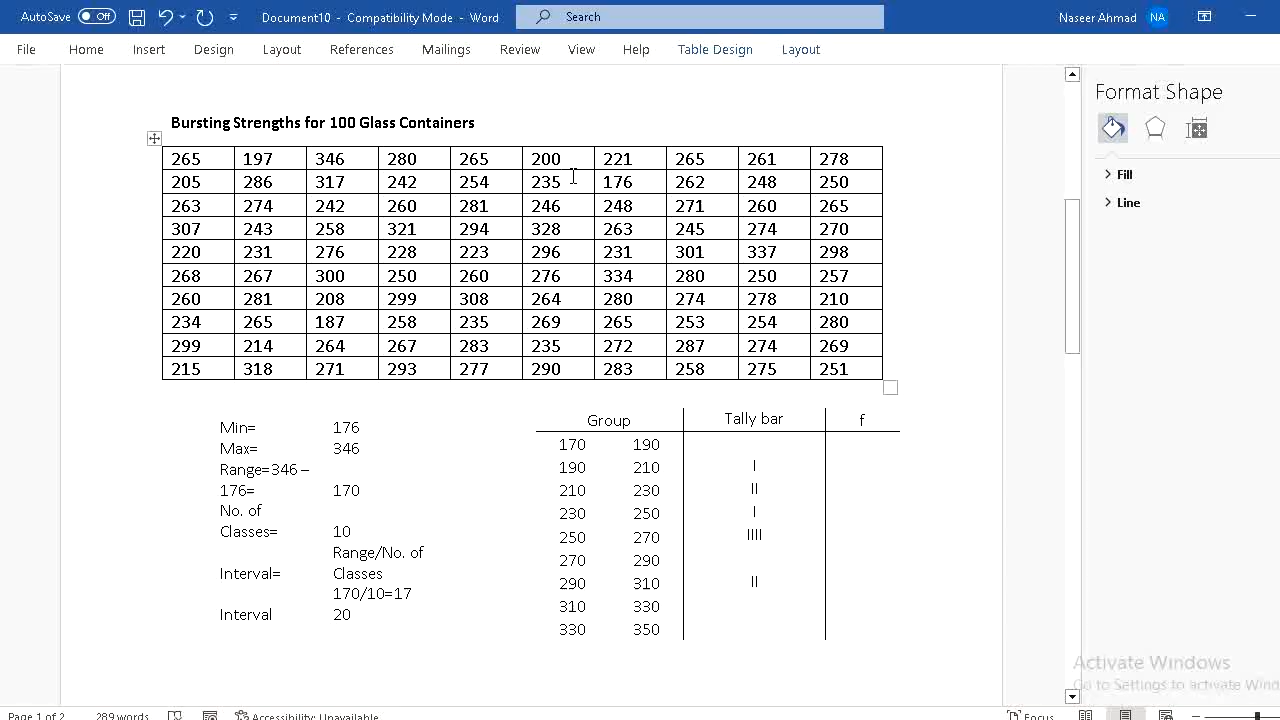 AutoSave Off Document10 - Compatibility Mode - Word Search Naseer Ahmad NA
File Home Insert Design Layout References Mailings Review View Help Table Design Layout
Format Shape
Fill
Line
Bursting Strengths for 100 Glass Containers
265 197 346 280 265 200 221 265 261 278
205 286 317 242 254 235 176 262 248 250
263 274 242 260 281 246 248 271 260 265
307 243 258 321 294 328 263 245 274 270
220 231 276 228 223 296 231 301 337 298
268 267 300 250 260 276 334 280 250 257
260 281 208 299 308 264 280 274 278 210
234 265 187 258 235 269 265 253 254 280
299 214 264 267 283 235 272 287 274 269
215 318 271 293 277 290 283 258 275 251
Min= 176
Max= 346
Range=346 –
176= 170
No. of
Classes= 10
Range/No. of
Interval= Classes
170/10=17
Interval 20
Group Tally bar f
170 190
190 210 I
210 230 II
230 250 I
250 270 IIII
270 290
290 310 II
310 330
330 350
Activate Windows
Go to Settings to activate Wind
Page 1 of 2 289 words Accessibility: Unavailable Focus